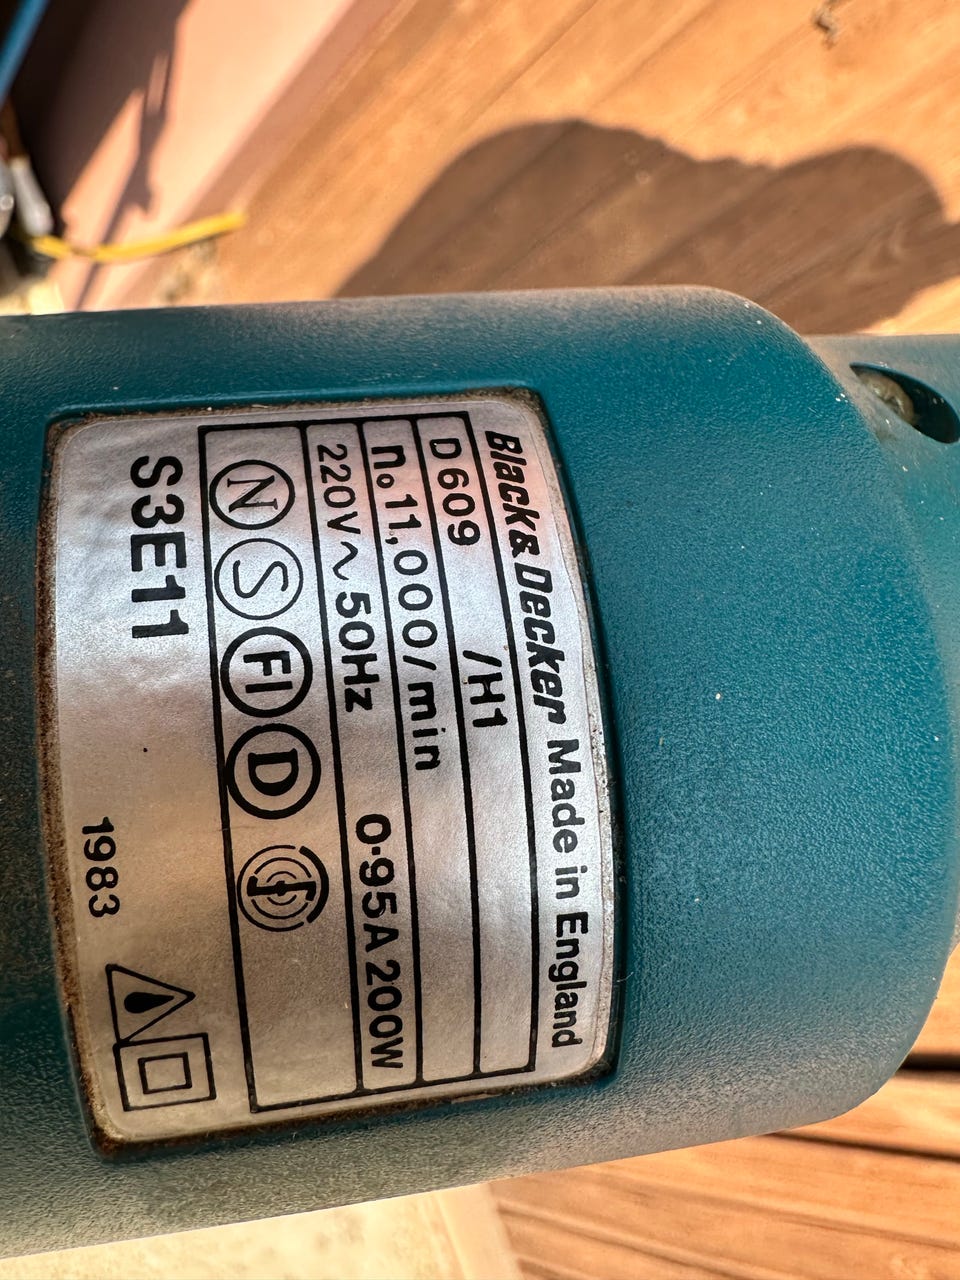 Black & Decker Made in England
D609 /H1
n₀11,000/min
220V ~ 50Hz 0·95A 200W
N S FI D
S3E11
1983